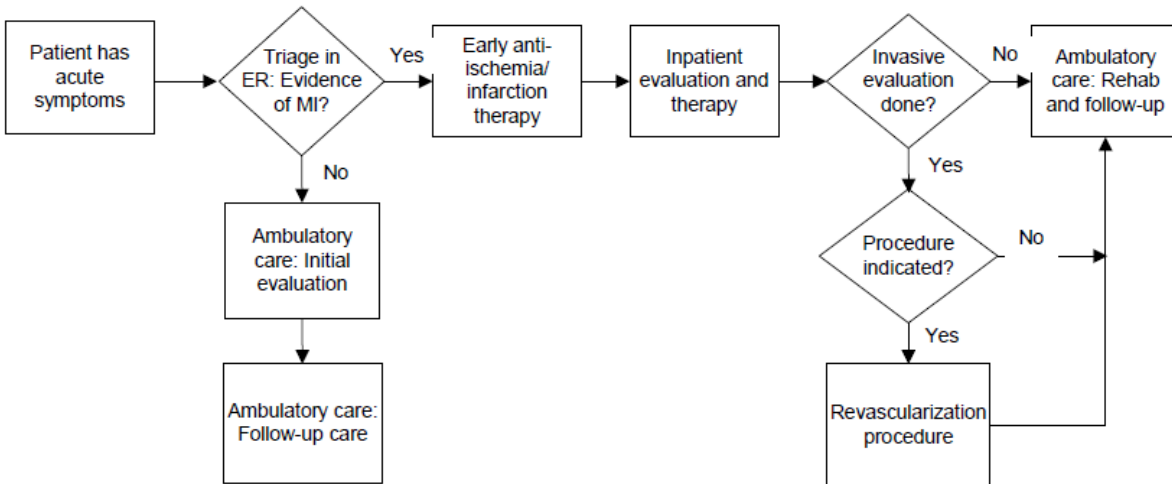 Patient has
acute
symptoms
Triage in
ER: Evidence
of MI?
Yes
Early anti-
ischemia/
infarction
therapy
Inpatient
evaluation and
therapy
Invasive
evaluation
done?
No
Ambulatory
care: Rehab
and follow-up
No
Yes
Ambulatory
care: Initial
evaluation
Procedure
indicated?
No
Yes
Ambulatory care:
Follow-up care
Revascularization
procedure